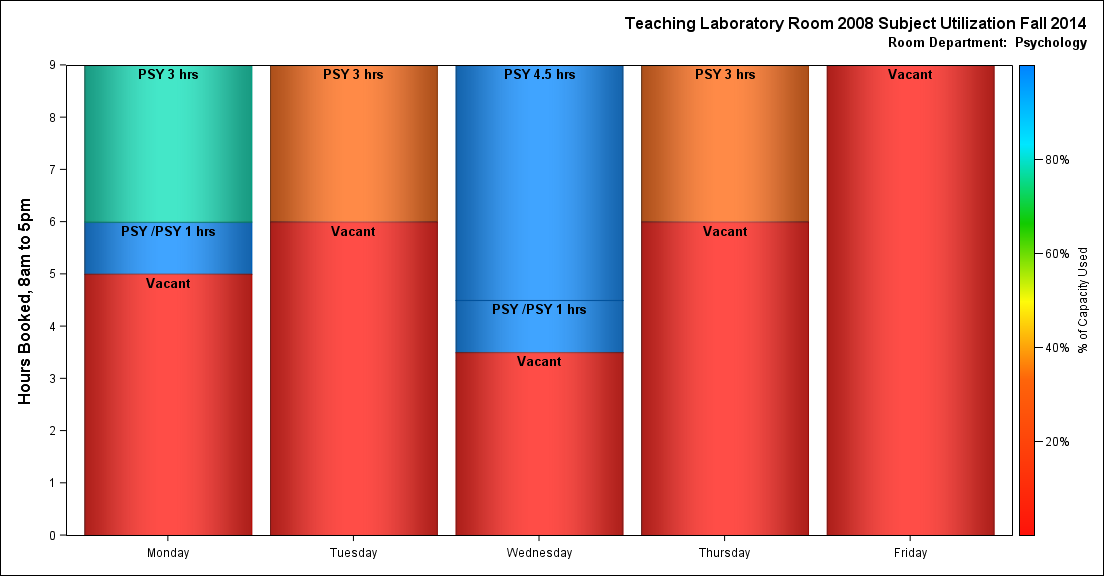 Teaching Laboratory Room 2008 Subject Utilization Fall 2014
Room Department:  Psychology
Hours Booked, 8am to 5pm
9
8
7
6
5
4
3
2
1
0
PSY 3 hrs
PSY /PSY 1 hrs
Vacant
PSY 3 hrs
Vacant
PSY 4.5 hrs
PSY /PSY 1 hrs
Vacant
PSY 3 hrs
Vacant
Vacant
Monday
Tuesday
Wednesday
Thursday
Friday
80%
60%
40%
20%
% of Capacity Used